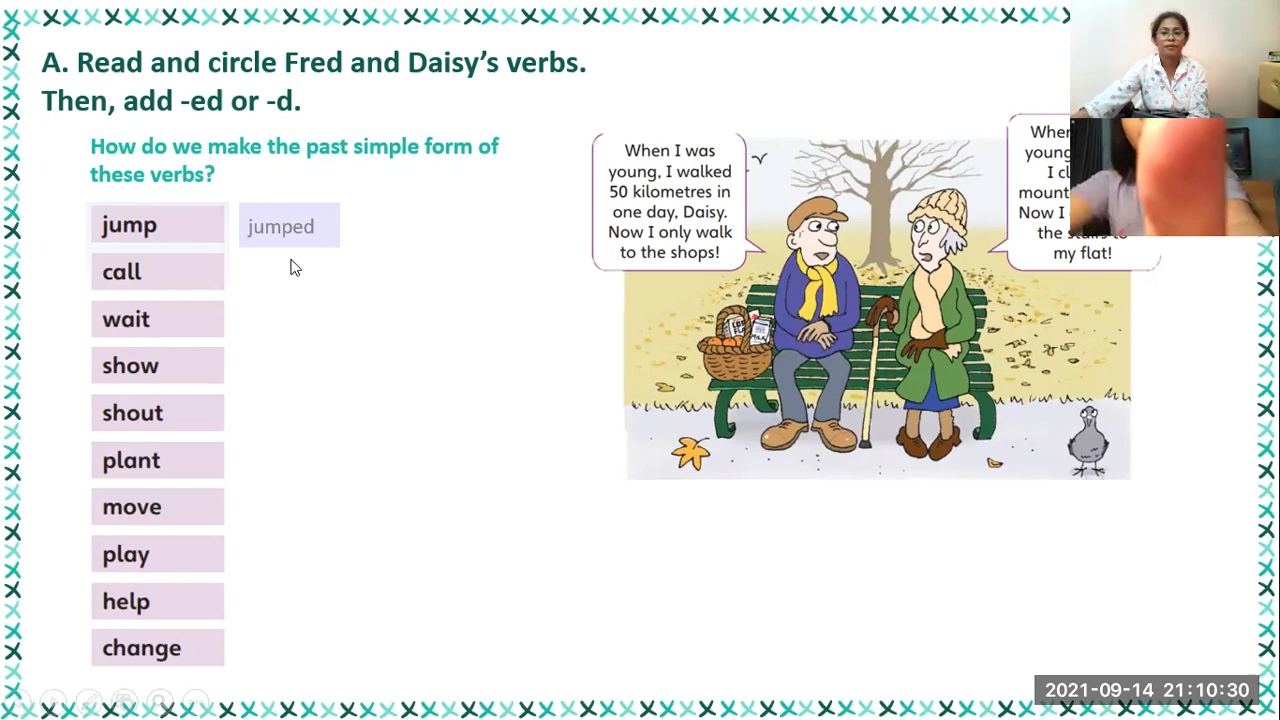 A. Read and circle Fred and Daisy's verbs.
Then, add -ed or -d.
How do we make the past simple form of
these verbs?
jump
jumped
call
wait
show
shout
plant
move
play
help
change
When I was
young, I walked
50 kilometres in
one day, Daisy.
Now I only walk
to the shops!
When
young
I cl
mount
Now I
the stairs to
my flat!
2021-09-14 21:10:30